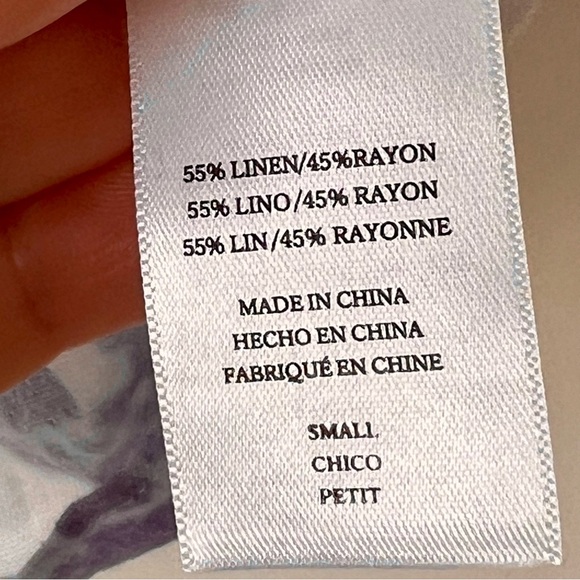 55% LINEN/45%RAYON
55% LINO/45% RAYON
55% LIN/45% RAYONNE
MADE IN CHINA
HECHO EN CHINA
FABRIQUÉ EN CHINE
SMALL
CHICO
PETIT